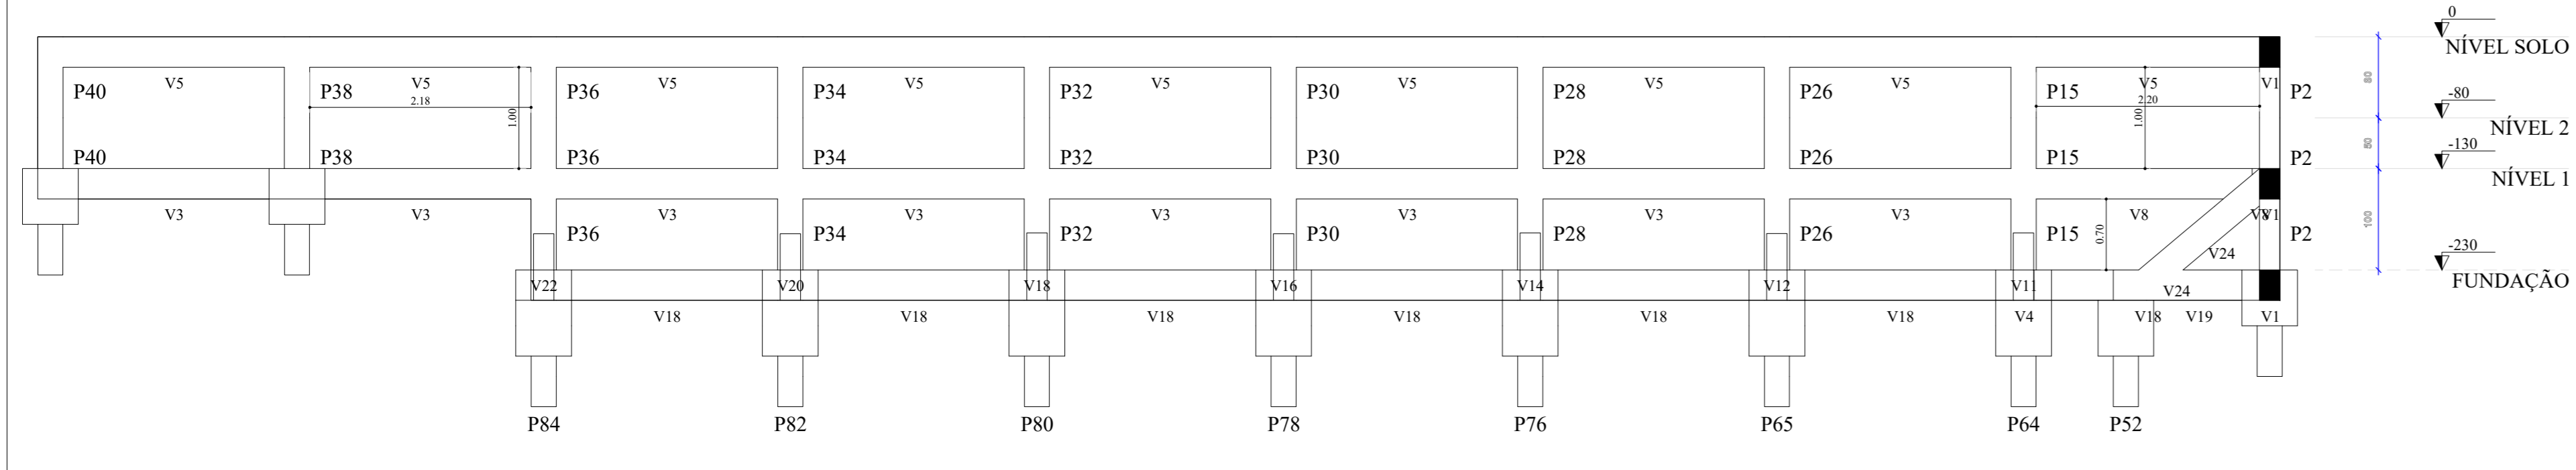 0
NÍVEL SOLO
V5 V5 V5 V5 V5 V5 V5 V5 V5 V1
P40 P38 P36 P34 P32 P30 P28 P26 P15 P2
2.18 2.20
1.00 1.00
80
-80
NÍVEL 2
50
-130
P40 P38 P36 P34 P32 P30 P28 P26 P15 P2
NÍVEL 1
V3 V3 V3 V3 V3 V3 V3 V3 V8 V8 V1
100
P36 P34 P32 P30 P28 P26 P15 P2
0.70
-230
V24
FUNDAÇÃO
V22 V20 V18 V16 V14 V12 V11 V24
V18 V18 V18 V18 V18 V18 V4 V18 V19 V1
P84 P82 P80 P78 P76 P65 P64 P52